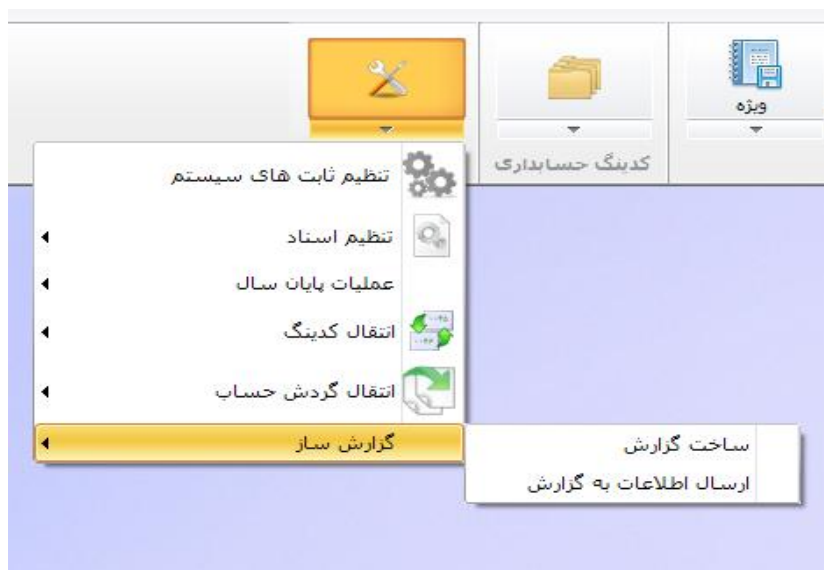 ویژه
کدینگ حسابداری
تنظیم ثابت های سیستم
تنظیم اسناد
عملیات پایان سال
انتقال کدینگ
انتقال گردش حساب
گزارش ساز
ساخت گزارش
ارسال اطلاعات به گزارش